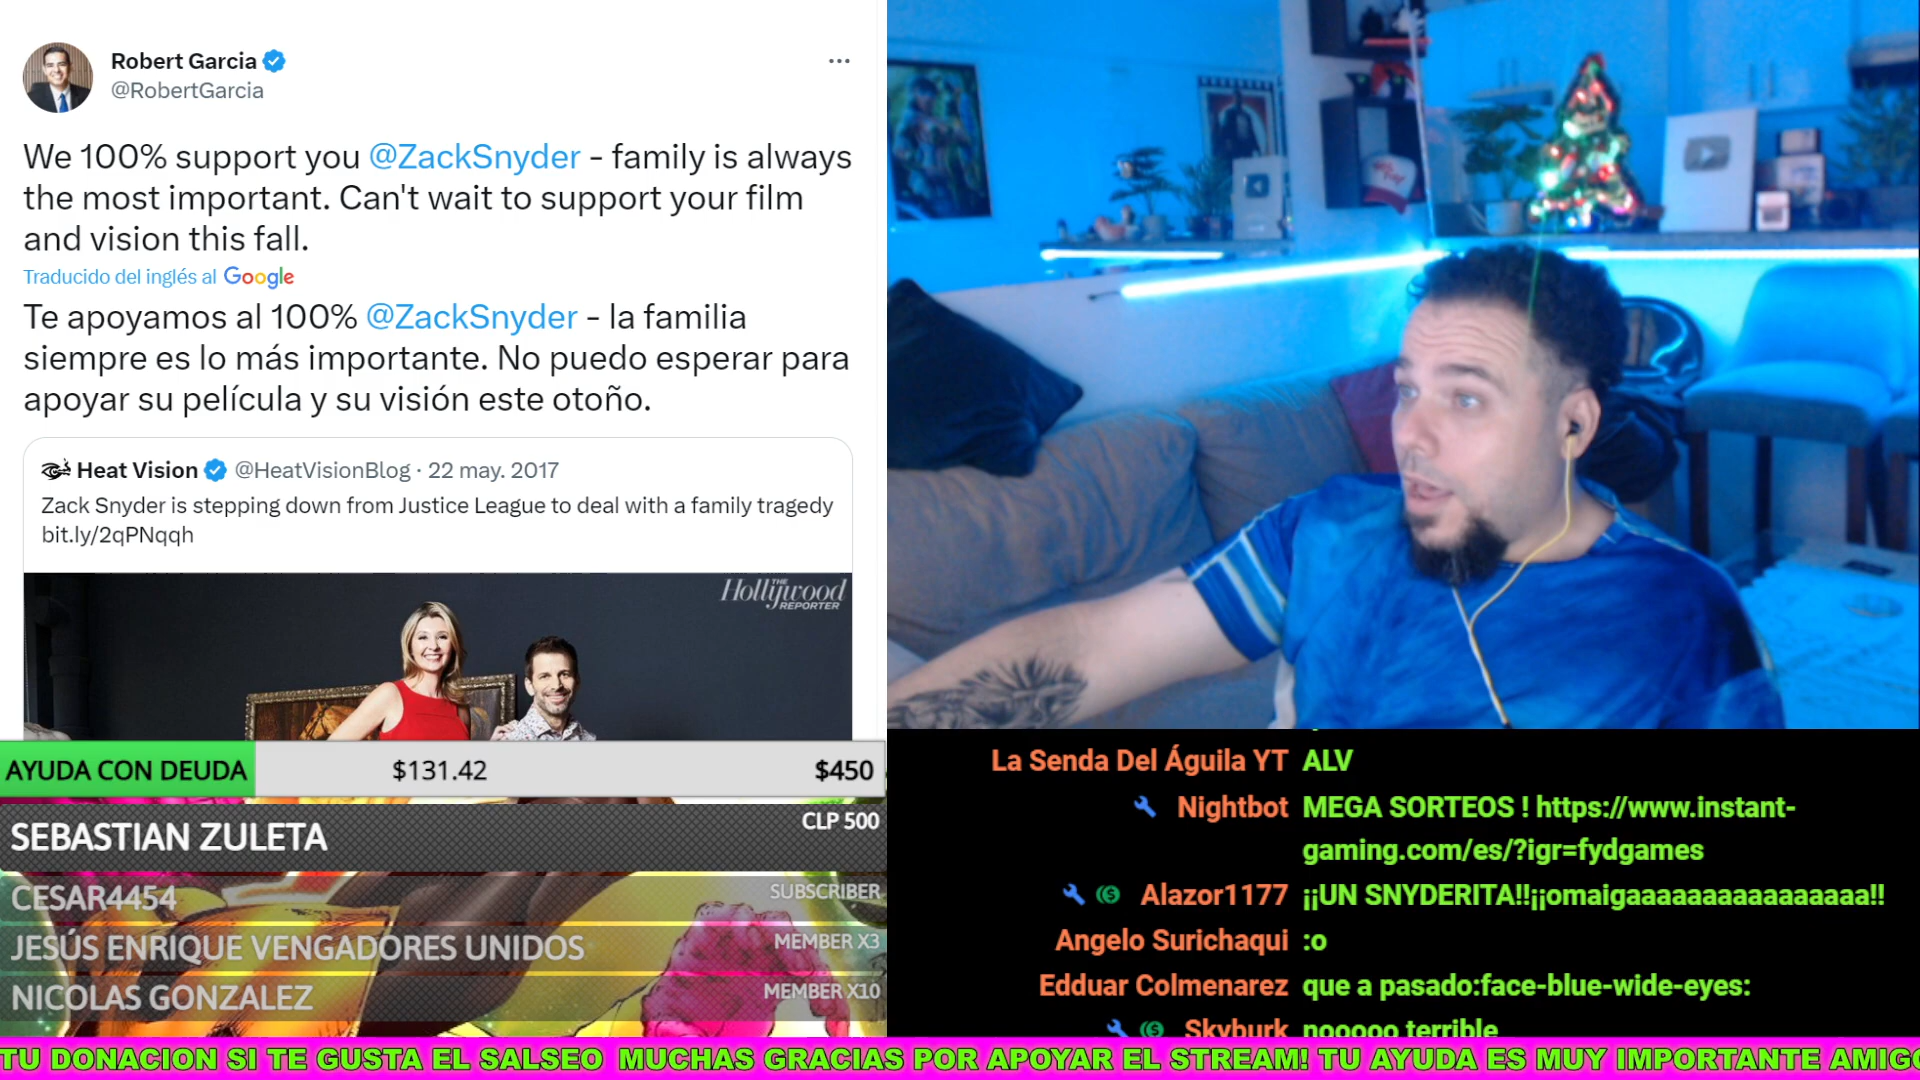 Robert Garcia
@RobertGarcia
We 100% support you @ZackSnyder - family is always
the most important. Can't wait to support your film
and vision this fall.
Traducido del inglés al Google
Te apoyamos al 100% @ZackSnyder - la familia
siempre es lo más importante. No puedo esperar para
apoyar su película y su visión este otoño.
Heat Vision @HeatVisionBlog · 22 may. 2017
Zack Snyder is stepping down from Justice League to deal with a family tragedy
bit.ly/2qPNqqh
THE
Hollywood
REPORTER
AYUDA CON DEUDA $131.42 $450
SEBASTIAN ZULETA CLP 500
CESAR4454 SUBSCRIBER
JESÚS ENRIQUE VENGADORES UNIDOS MEMBER X3
NICOLAS GONZALEZ MEMBER X10
La Senda Del Águila YT ALV
Nightbot MEGA SORTEOS ! https://www.instant-
gaming.com/es/?igr=fydgames
Alazor1177 ¡¡UN SNYDERITA!!¡¡omaigaaaaaaaaaaaaaaaa!!
Angelo Surichaqui :o
Edduar Colmenarez que a pasado:face-blue-wide-eyes:
Skyburk nooooo terrible
TU DONACION SI TE GUSTA EL SALSEO MUCHAS GRACIAS POR APOYAR EL STREAM! TU AYUDA ES MUY IMPORTANTE AMIGO